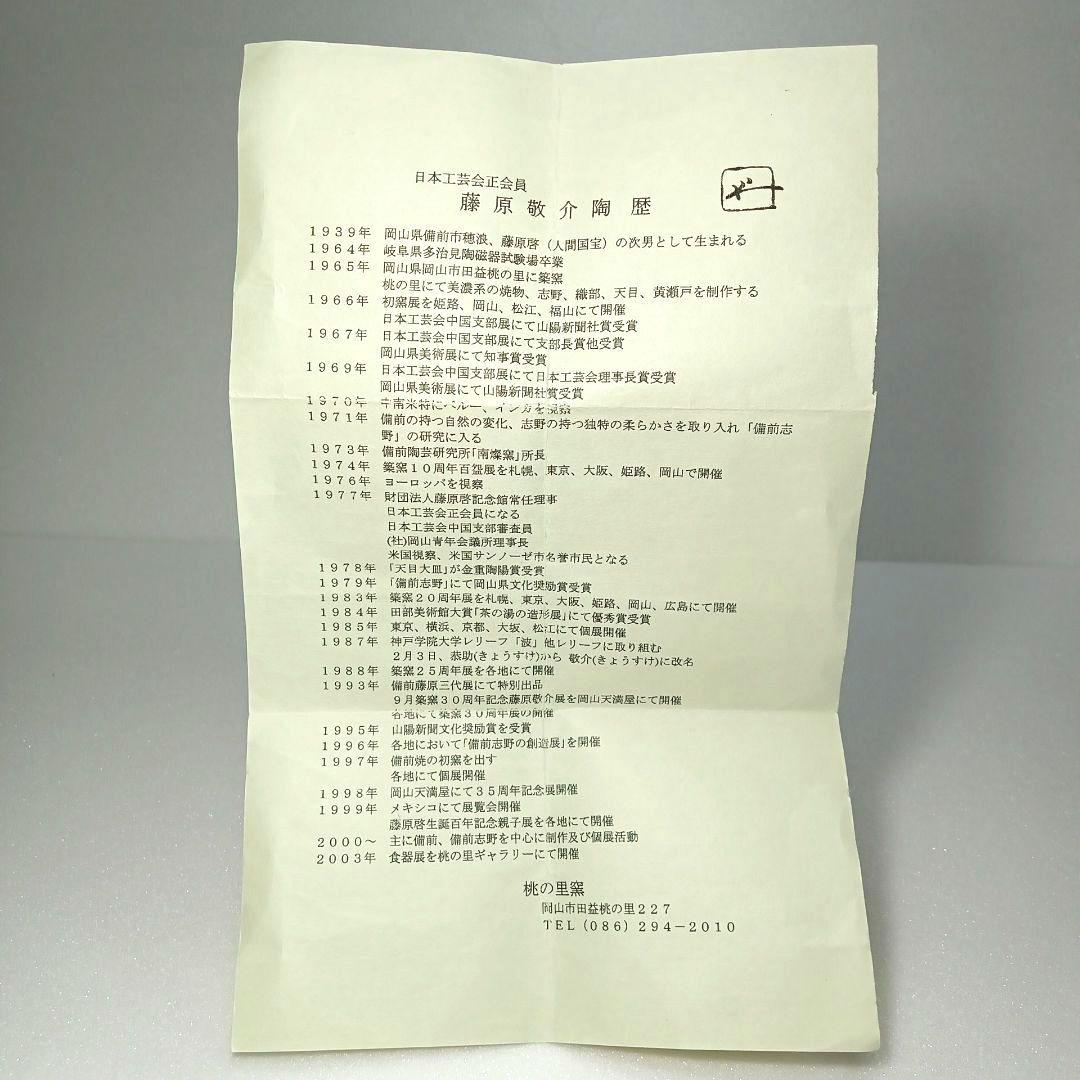 日本工芸会正会員
藤原敬介陶歴
1939年 岡山県備前市穂浪、藤原啓（人間国宝）の次男として生まれる
1964年 岐阜県多治見陶磁器試験場卒業
1965年 岡山県岡山市田益桃の里に築窯
桃の里にて美濃系の焼物、志野、織部、天目、黄瀬戸を制作する
1966年 初窯展を姫路、岡山、松江、福山にて開催
日本工芸会中国支部展にて山陽新聞社賞受賞
1967年 日本工芸会中国支部展にて支部長賞他受賞
岡山県美術展にて知事賞受賞
1969年 日本工芸会中国支部展にて日本工芸会理事長賞受賞
岡山県美術展にて山陽新聞社賞受賞
1970年 中南米特にペルー、インカを視察
1971年 備前の持つ自然の変化、志野の持つ独特の柔らかさを取り入れ「備前志
野」の研究に入る
1973年 備前陶芸研究所「南燦窯」所長
1974年 築窯10周年百盌展を札幌、東京、大阪、姫路、岡山で開催
1976年 ヨーロッパを視察
1977年 財団法人藤原啓記念館常任理事
日本工芸会正会員になる
日本工芸会中国支部審査員
(社)岡山青年会議所理事長
米国視察、米国サンノーゼ市名誉市民となる
1978年 「天目大皿」が金重陶陽賞受賞
1979年 「備前志野」にて岡山県文化奨励賞受賞
1983年 築窯20周年展を札幌、東京、大阪、姫路、岡山、広島にて開催
1984年 田部美術館大賞「茶の湯の造形展」にて優秀賞受賞
1985年 東京、横浜、京都、大坂、松江にて個展開催
1987年 神戸学院大学レリーフ「波」他レリーフに取り組む
2月3日、恭助(きょうすけ)から 敬介(きょうすけ)に改名
1988年 築窯25周年展を各地にて開催
1993年 備前藤原三代展にて特別出品
9月築窯30周年記念藤原敬介展を岡山天満屋にて開催
各地にて築窯30周年展の開催
1995年 山陽新聞文化奨励賞を受賞
1996年 各地において「備前志野の創造展」を開催
1997年 備前焼の初窯を出す
各地にて個展開催
1998年 岡山天満屋にて35周年記念展開催
1999年 メキシコにて展覧会開催
藤原啓生誕百年記念親子展を各地にて開催
2000～ 主に備前、備前志野を中心に制作及び個展活動
2003年 食器展を桃の里ギャラリーにて開催
桃の里窯
岡山市田益桃の里227
TEL（086）294－2010